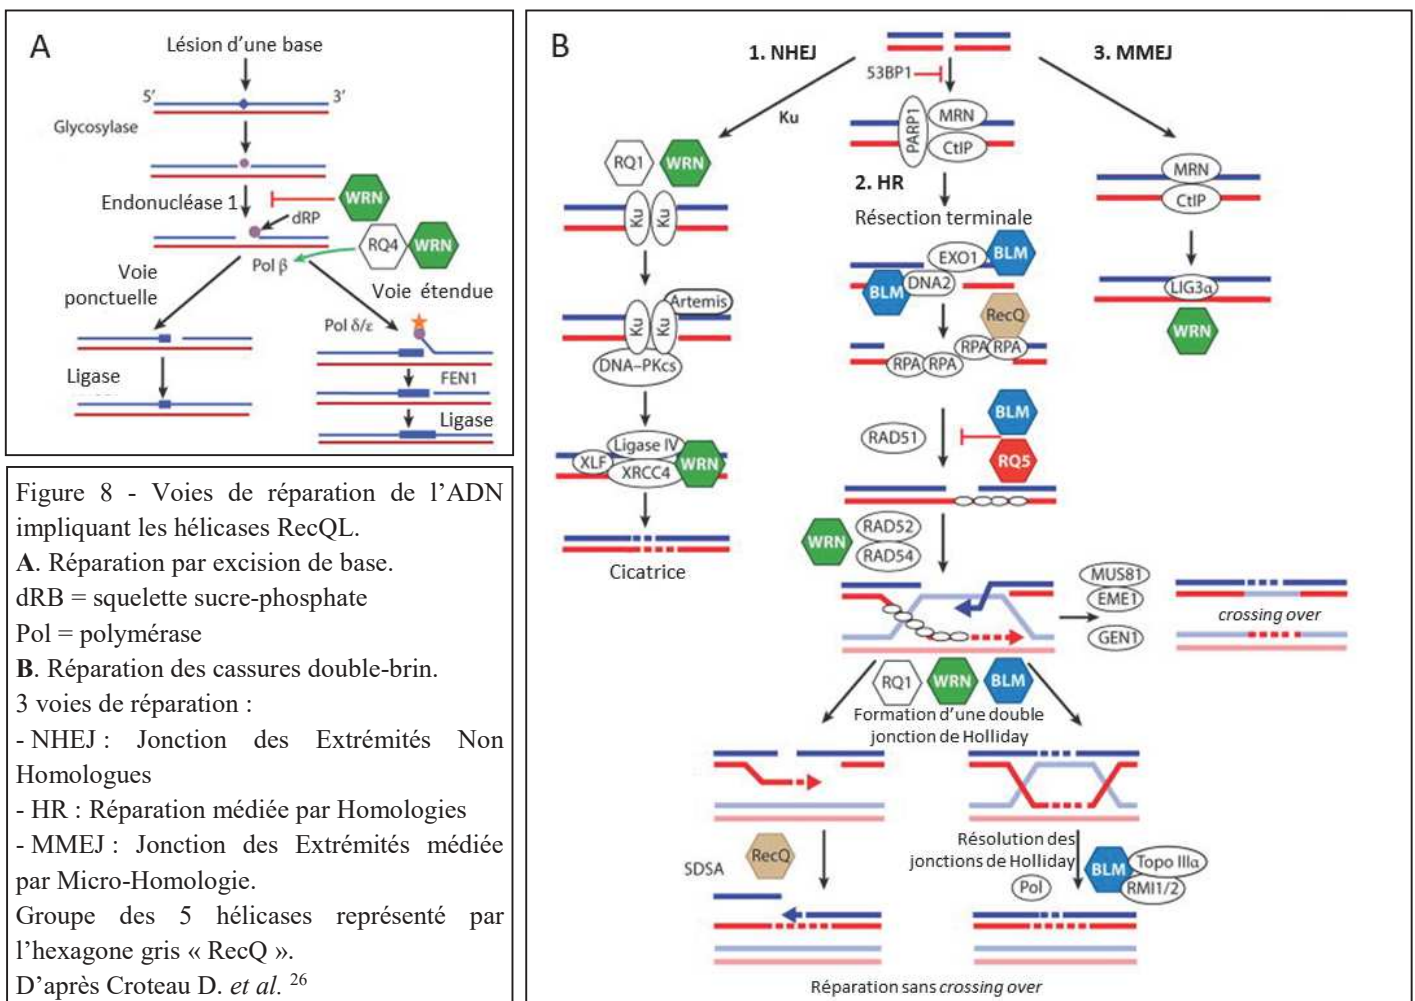 A
Lésion d'une base
5'
3'
Glycosylase
Endonucléase 1
WRN
dRP
RQ4
WRN
Pol β
Voie
ponctuelle
Voie étendue
Pol δ/ε
Ligase
FEN1
Ligase
Figure 8 - Voies de réparation de l'ADN
impliquant les hélicases RecQL.
A. Réparation par excision de base.
dRB = squelette sucre-phosphate
Pol = polymérase
B. Réparation des cassures double-brin.
3 voies de réparation :
- NHEJ : Jonction des Extrémités Non
Homologues
- HR : Réparation médiée par Homologies
- MMEJ : Jonction des Extrémités médiée
par Micro-Homologie.
Groupe des 5 hélicases représenté par
l'hexagone gris « RecQ ».
D'après Croteau D. et al. 26
B
1. NHEJ
3. MMEJ
53BP1
Ku
PARP1
MRN
CtIP
RQ1
WRN
Ku
Ku
2. HR
Résection terminale
MRN
CtIP
EXO1
BLM
BLM
DNA2
LIG3α
WRN
Artemis
Ku
Ku
DNA–PKcs
RecQ
RPA
RPA
RPA
RPA
BLM
RAD51
RQ5
Ligase IV
XLF
XRCC4
WRN
Cicatrice
WRN
RAD52
RAD54
MUS81
EME1
GEN1
crossing over
RQ1
WRN
BLM
Formation d'une double
jonction de Holliday
SDSA
RecQ
Résolution des
jonctions de Holliday
Pol
BLM
Topo IIIα
RMI1/2
Réparation sans crossing over